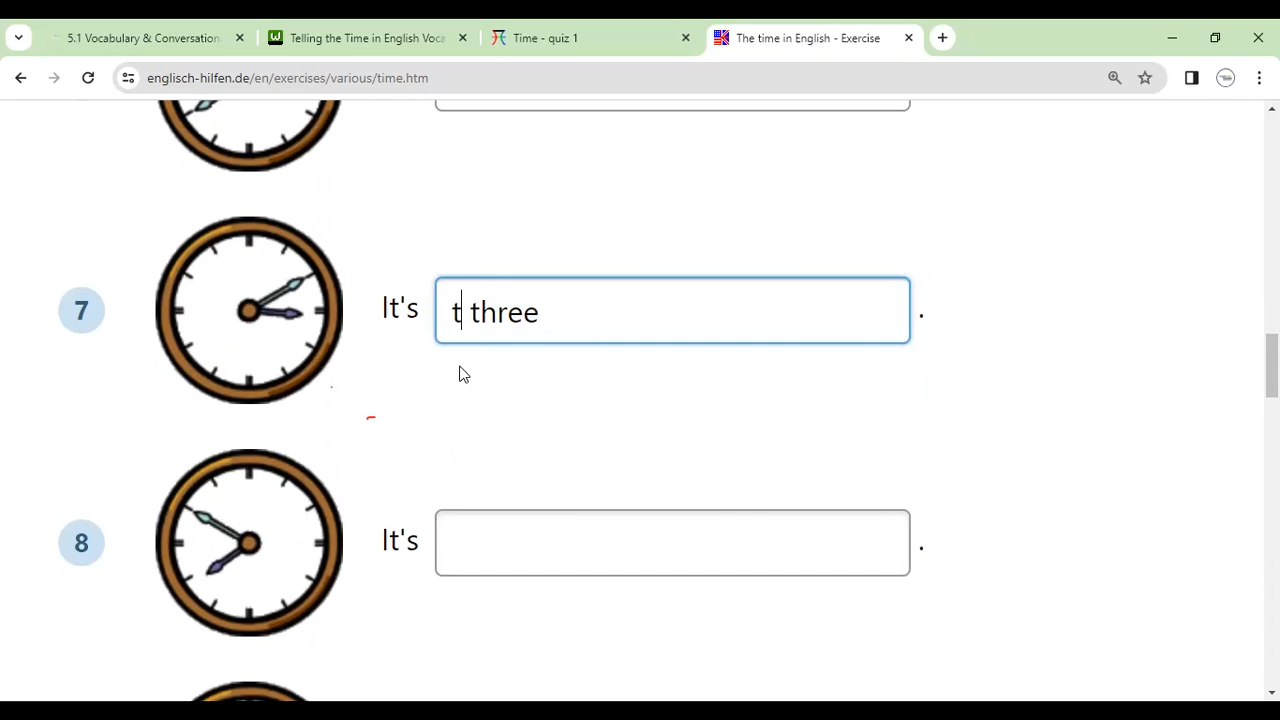 5.1 Vocabulary & Conversation
Telling the Time in English Voca
Time - quiz 1
The time in English - Exercise
englisch-hilfen.de/en/exercises/various/time.htm
7 It's t three .
8 It's .